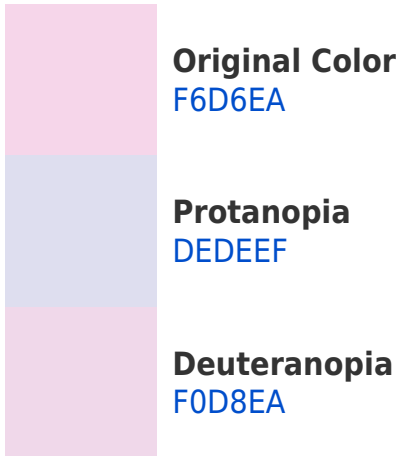 Original Color
F6D6EA
Protanopia
DEDEEF
Deuteranopia
F0D8EA